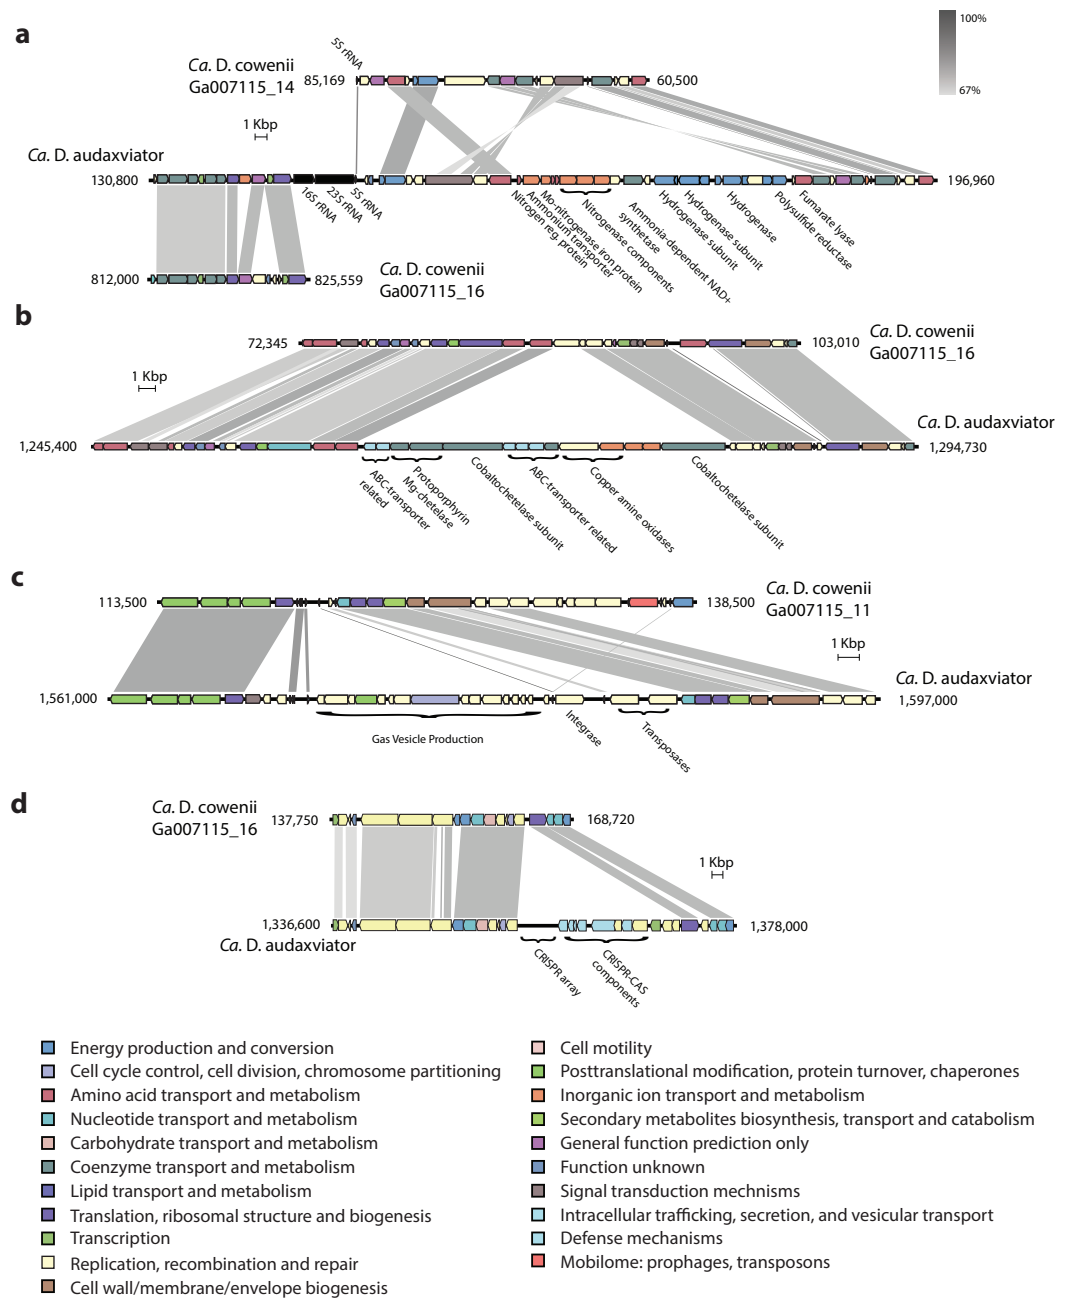 a
100%
67%
5S rRNA
Ca. D. cowenii
Ga007115_14
85,169
60,500
1 Kbp
Ca. D. audaxviator
130,800
196,960
16S rRNA
23S rRNA
5S rRNA
Nitrogen reg. protein
Ammonium transporter
Mo-nitrogenase iron protein
Nitrogenase components
Ammonia-dependent NAD+
synthetase
Hydrogenase subunit
Hydrogenase subunit
Hydrogenase
Polysulfide reductase
Fumarate lyase
812,000
825,559
Ca. D. cowenii
Ga007115_16
b
72,345
103,010
Ca. D. cowenii
Ga007115_16
1 Kbp
Ca. D. audaxviator
1,245,400
1,294,730
ABC-transporter
related
Protoporphyrin
Mg-chetelase
Cobaltochetelase subunit
ABC-transporter related
Copper amine oxidases
Cobaltochetelase subunit
c
113,500
138,500
Ca. D. cowenii
Ga007115_11
1 Kbp
Ca. D. audaxviator
1,561,000
1,597,000
Gas Vesicle Production
Integrase
Transposases
d
Ca. D. cowenii
Ga007115_16
137,750
168,720
1 Kbp
1,336,600
1,378,000
Ca. D. audaxviator
CRISPR array
CRISPR-CAS
components
Energy production and conversion
Cell cycle control, cell division, chromosome partitioning
Amino acid transport and metabolism
Nucleotide transport and metabolism
Carbohydrate transport and metabolism
Coenzyme transport and metabolism
Lipid transport and metabolism
Translation, ribosomal structure and biogenesis
Transcription
Replication, recombination and repair
Cell wall/membrane/envelope biogenesis
Cell motility
Posttranslational modification, protein turnover, chaperones
Inorganic ion transport and metabolism
Secondary metabolites biosynthesis, transport and catabolism
General function prediction only
Function unknown
Signal transduction mechnisms
Intracellular trafficking, secretion, and vesicular transport
Defense mechanisms
Mobilome: prophages, transposons